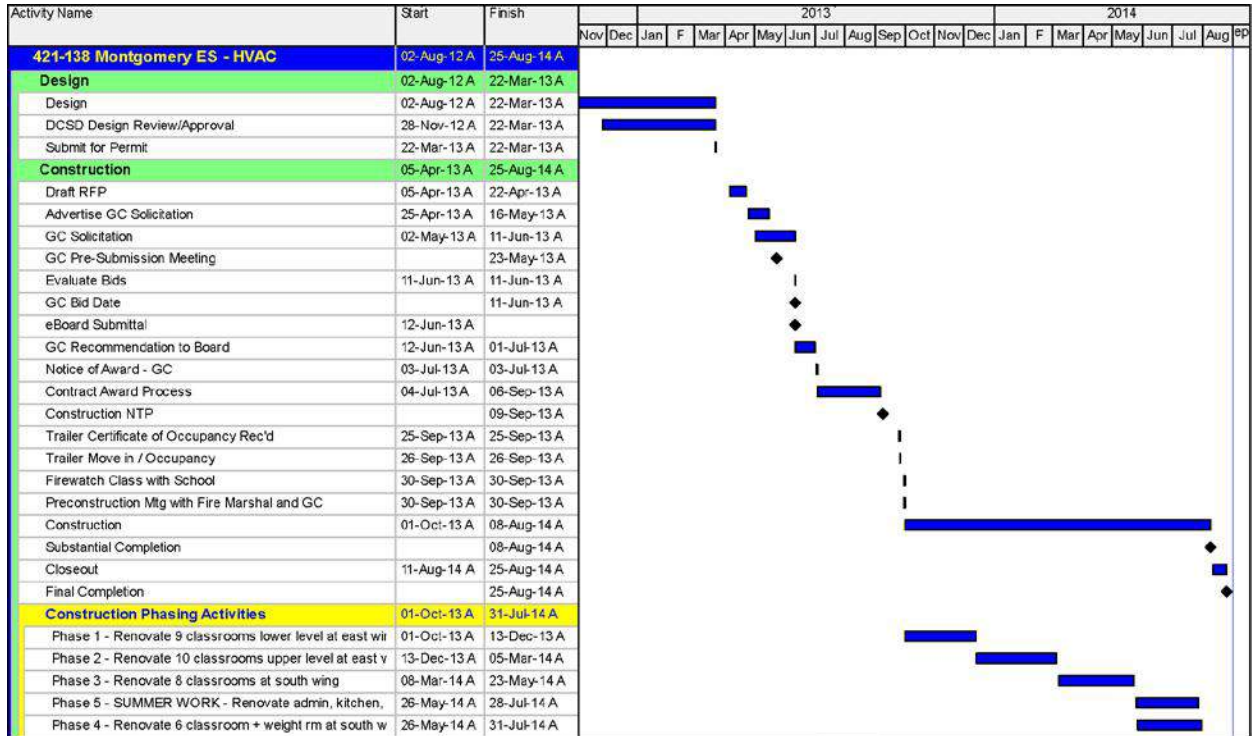 Activity Name Start Finish 2013 2014
Nov Dec Jan F Mar Apr May Jun Jul Aug Sep Oct Nov Dec Jan F Mar Apr May Jun Jul Aug ep
421-138 Montgomery ES - HVAC 02-Aug-12 A 25-Aug-14 A
Design 02-Aug-12 A 22-Mar-13 A
Design 02-Aug-12 A 22-Mar-13 A
DCSD Design Review/Approval 28-Nov-12 A 22-Mar-13 A
Submit for Permit 22-Mar-13 A 22-Mar-13 A
Construction 05-Apr-13 A 25-Aug-14 A
Draft RFP 05-Apr-13 A 22-Apr-13 A
Advertise GC Solicitation 25-Apr-13 A 16-May-13 A
GC Solicitation 02-May-13 A 11-Jun-13 A
GC Pre-Submission Meeting 23-May-13 A
Evaluate Bids 11-Jun-13 A 11-Jun-13 A
GC Bid Date 11-Jun-13 A
eBoard Submittal 12-Jun-13 A
GC Recommendation to Board 12-Jun-13 A 01-Jul-13 A
Notice of Award - GC 03-Jul-13 A 03-Jul-13 A
Contract Award Process 04-Jul-13 A 06-Sep-13 A
Construction NTP 09-Sep-13 A
Trailer Certificate of Occupancy Rec'd 25-Sep-13 A 25-Sep-13 A
Trailer Move in / Occupancy 26-Sep-13 A 26-Sep-13 A
Firewatch Class with School 30-Sep-13 A 30-Sep-13 A
Preconstruction Mtg with Fire Marshal and GC 30-Sep-13 A 30-Sep-13 A
Construction 01-Oct-13 A 08-Aug-14 A
Substantial Completion 08-Aug-14 A
Closeout 11-Aug-14 A 25-Aug-14 A
Final Completion 25-Aug-14 A
Construction Phasing Activities 01-Oct-13 A 31-Jul-14 A
Phase 1 - Renovate 9 classrooms lower level at east wir 01-Oct-13 A 13-Dec-13 A
Phase 2 - Renovate 10 classrooms upper level at east v 13-Dec-13 A 05-Mar-14 A
Phase 3 - Renovate 8 classrooms at south wing 08-Mar-14 A 23-May-14 A
Phase 5 - SUMMER WORK - Renovate admin, kitchen, 26-May-14 A 28-Jul-14 A
Phase 4 - Renovate 6 classroom + weight rm at south w 26-May-14 A 31-Jul-14 A